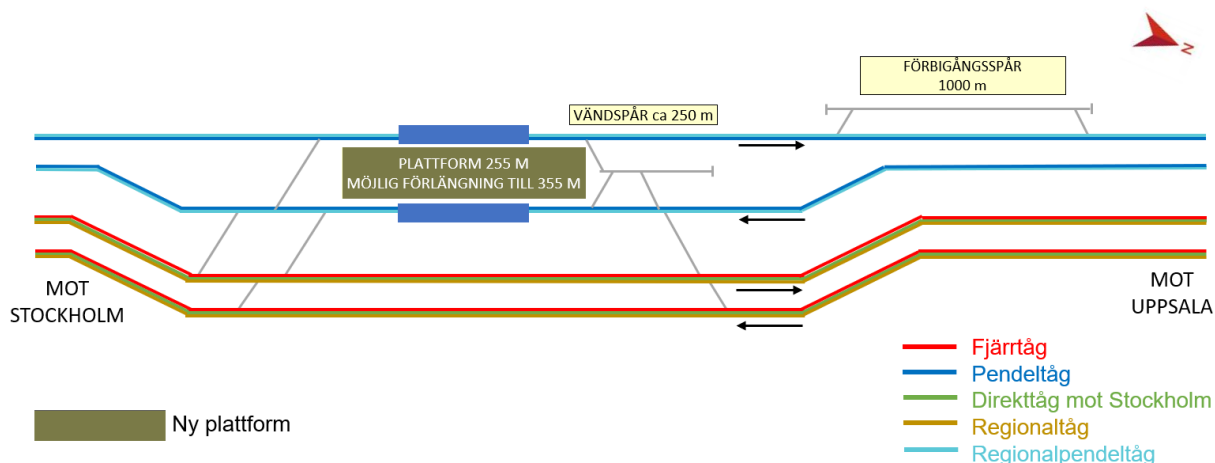 N
FÖRBIGÅNGSSPÅR
1000 m
VÄNDSPÅR ca 250 m
PLATTFORM 255 M
MÖJLIG FÖRLÄNGNING TILL 355 M
MOT
STOCKHOLM
MOT
UPPSALA
Fjärrtåg
Pendeltåg
Direkttåg mot Stockholm
Regionaltåg
Regionalpendeltåg
Ny plattform